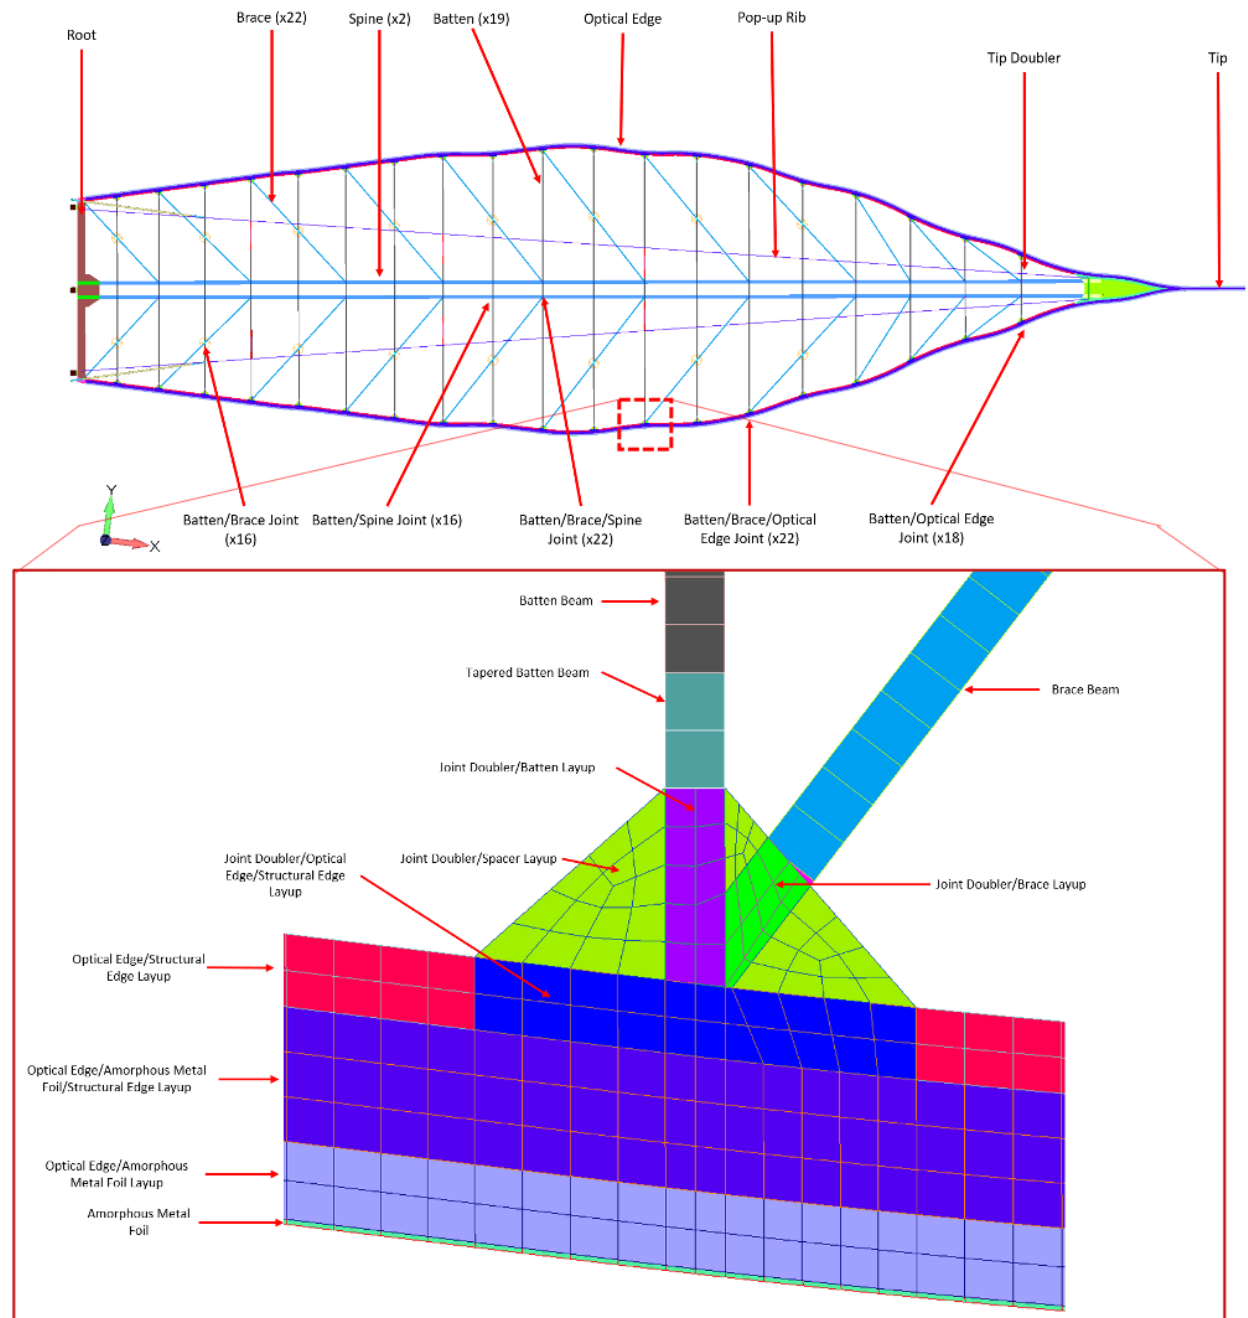 Brace (x22)
Spine (x2)
Batten (x19)
Optical Edge
Pop-up Rib
Root
Tip Doubler
Tip
Y
X
Batten/Brace Joint
(x16)
Batten/Spine Joint (x16)
Batten/Brace/Spine
Joint (x22)
Batten/Brace/Optical
Edge Joint (x22)
Batten/Optical Edge
Joint (x18)
Batten Beam
Tapered Batten Beam
Brace Beam
Joint Doubler/Batten Layup
Joint Doubler/Optical
Edge/Structural Edge
Layup
Joint Doubler/Spacer Layup
Joint Doubler/Brace Layup
Optical Edge/Structural
Edge Layup
Optical Edge/Amorphous Metal
Foil/Structural Edge Layup
Optical Edge/Amorphous
Metal Foil Layup
Amorphous Metal
Foil